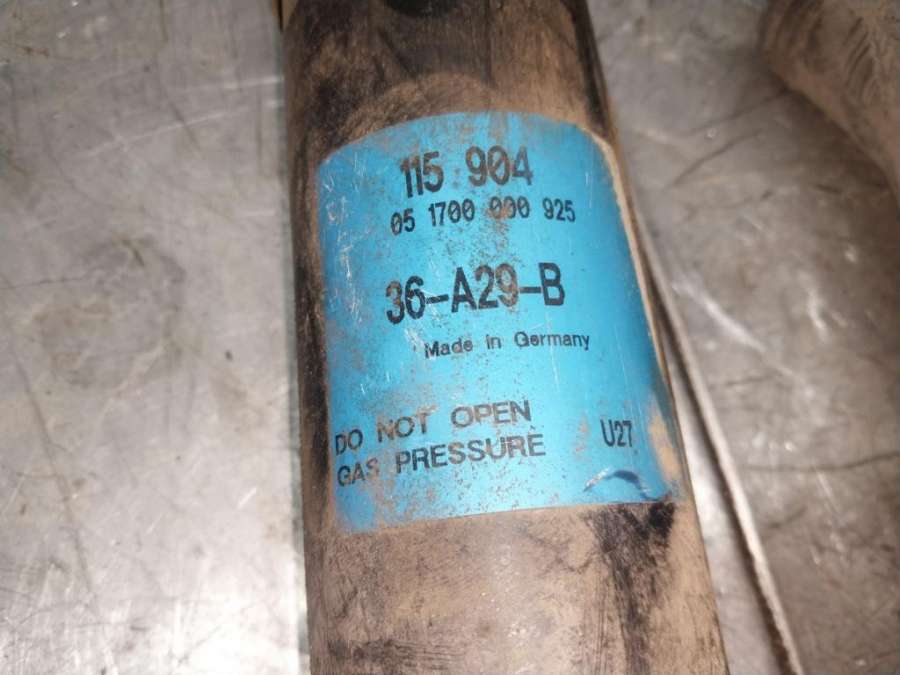 115 904
05 1700 000 925
36-A29-B
Made in Germany
DO NOT OPEN
GAS PRESSURE
U27